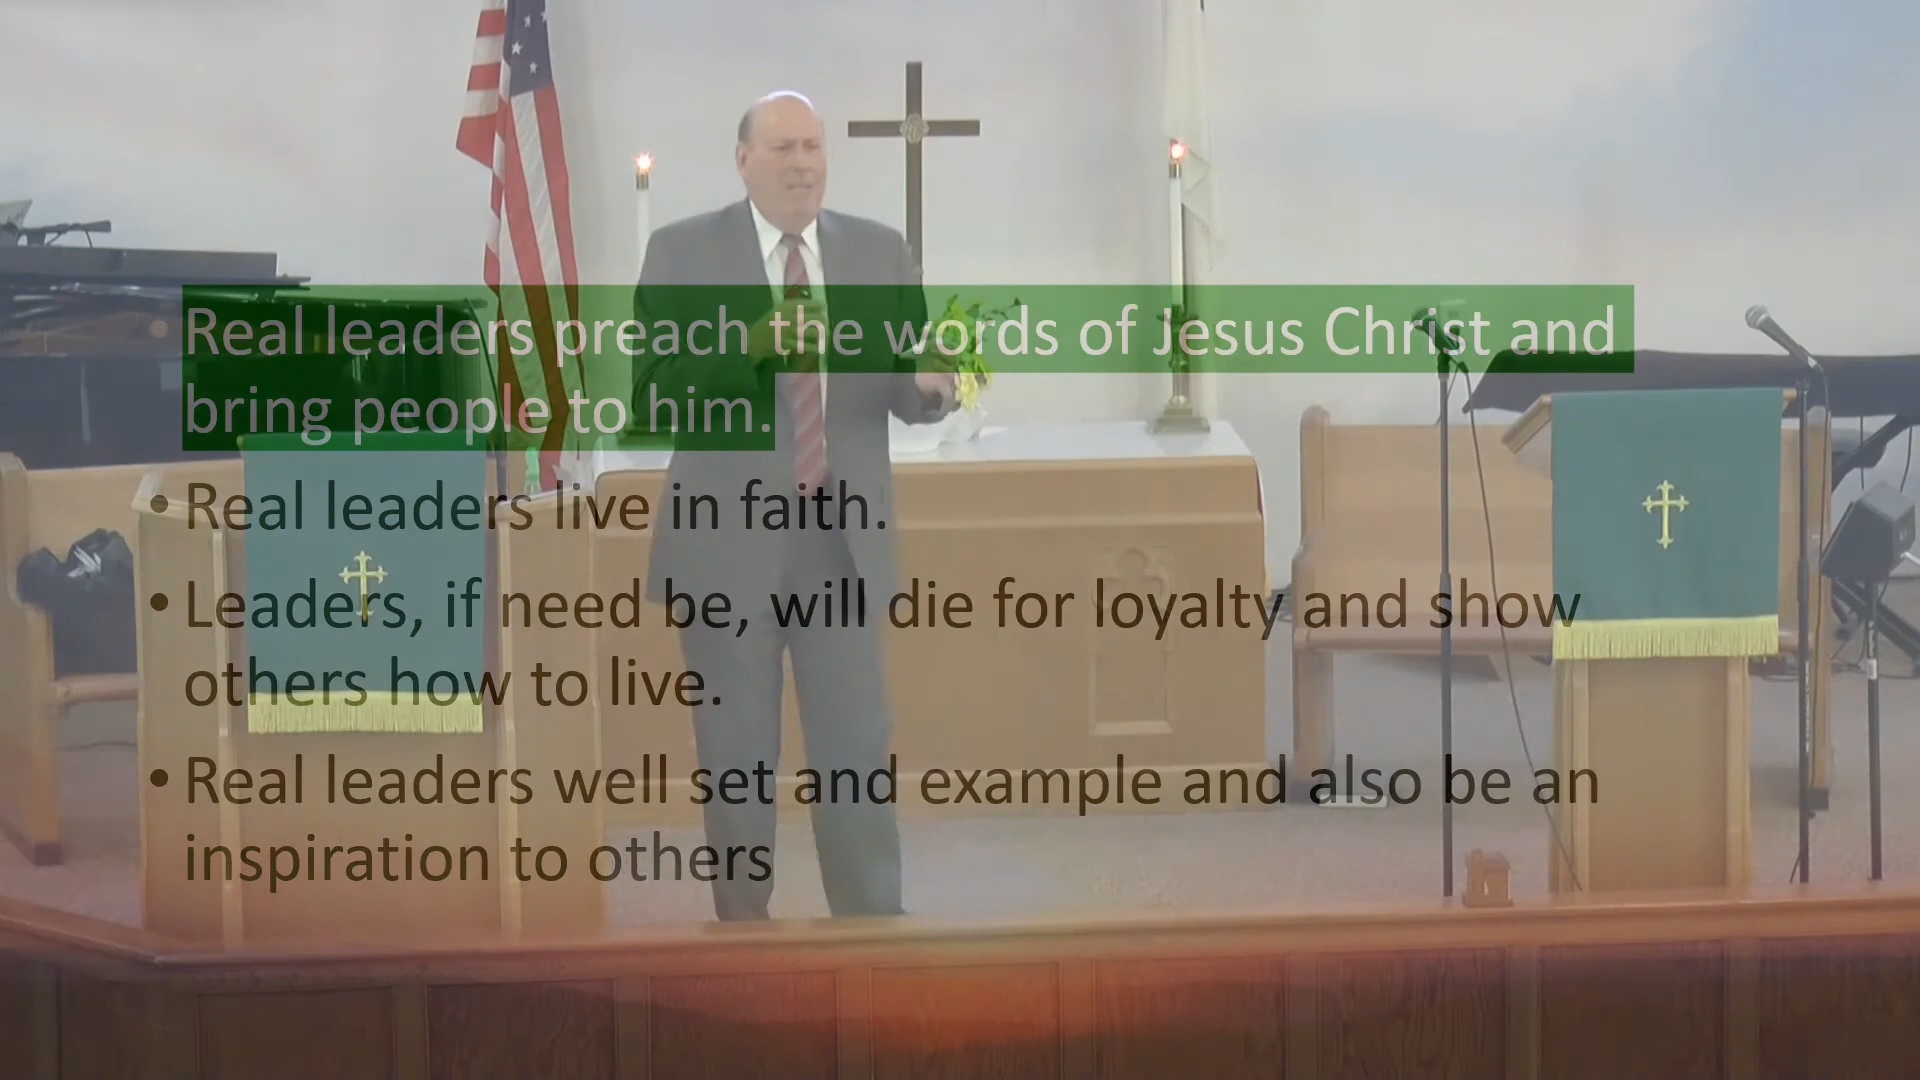 Real leaders preach the words of Jesus Christ and
bring people to him.
• Real leaders live in faith.
• Leaders, if need be, will die for loyalty and show
others how to live.
• Real leaders well set and example and also be an
inspiration to others